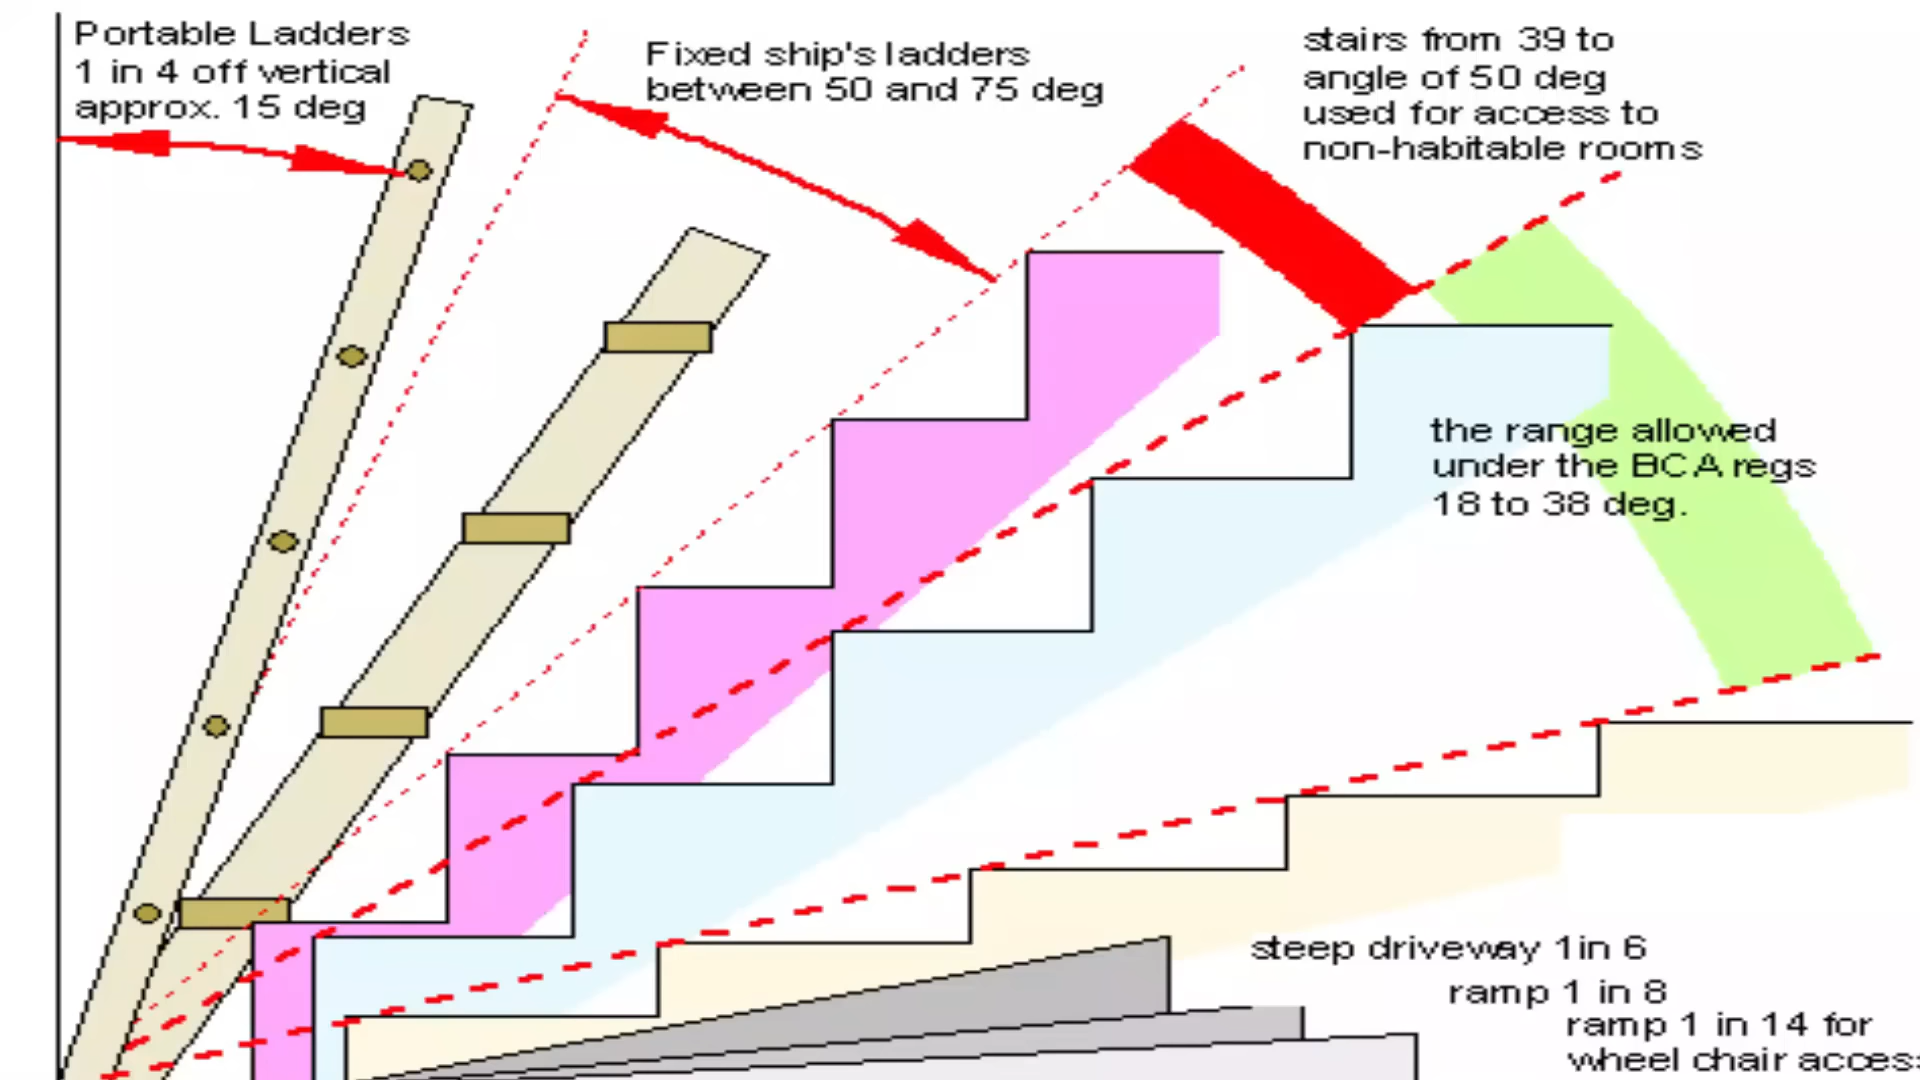 Portable Ladders
1 in 4 off vertical
approx. 15 deg
Fixed ship's ladders
between 50 and 75 deg
stairs from 39 to
angle of 50 deg
used for access to
non-habitable rooms
the range allowed
under the BCA regs
18 to 38 deg.
steep driveway 1in 6
ramp 1 in 8
ramp 1 in 14 for
wheel chair acces